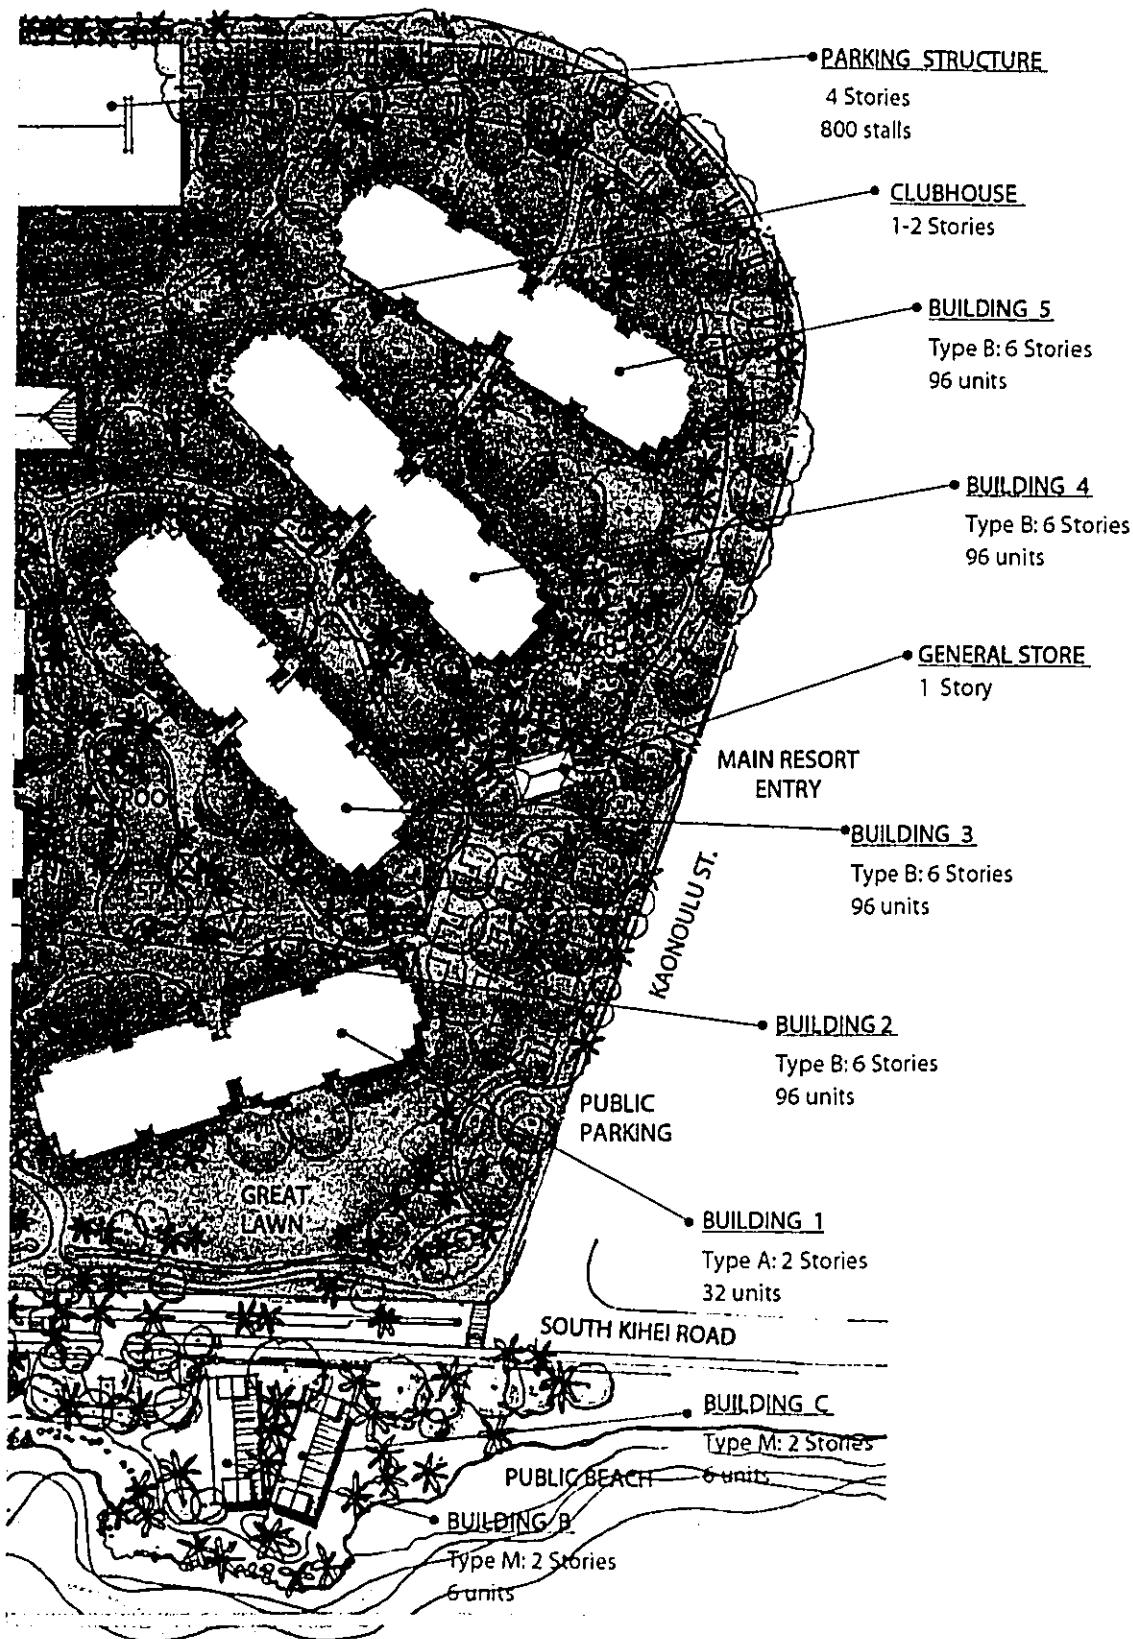 PARKING STRUCTURE
4 Stories
800 stalls
CLUBHOUSE
1-2 Stories
BUILDING 5
Type B: 6 Stories
96 units
BUILDING 4
Type B: 6 Stories
96 units
GENERAL STORE
1 Story
MAIN RESORT
ENTRY
POO
BUILDING 3
Type B: 6 Stories
96 units
KAONOULU ST.
BUILDING 2
Type B: 6 Stories
96 units
PUBLIC
PARKING
GREAT
LAWN
BUILDING 1
Type A: 2 Stories
32 units
SOUTH KIHEI ROAD
BUILDING C
Type M: 2 Stories
6 units
PUBLIC BEACH
BUILDING B
Type M: 2 Stories
6 units